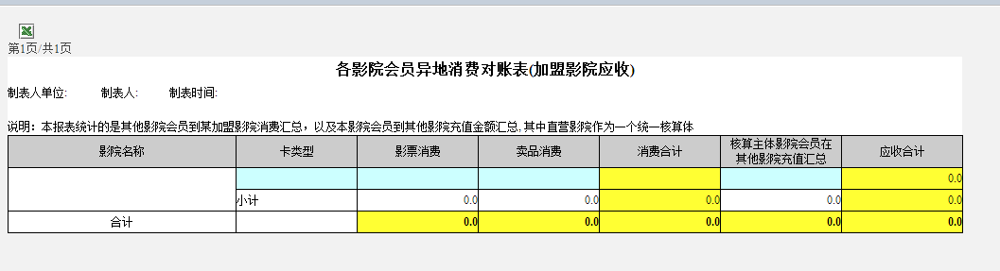 第1页/共1页
各影院会员异地消费对账表(加盟影院应收)
制表人单位: 制表人: 制表时间:
说明：本报表统计的是其他影院会员到某加盟影院消费汇总，以及本影院会员到其他影院充值金额汇总,其中直营影院作为一个统一核算体
影院名称 卡类型 影票消费 卖品消费 消费合计 核算主体影院会员在 应收合计
其他影院充值汇总
0.0
小计 0.0 0.0 0.0 0.0 0.0
合计 0.0 0.0 0.0 0.0 0.0